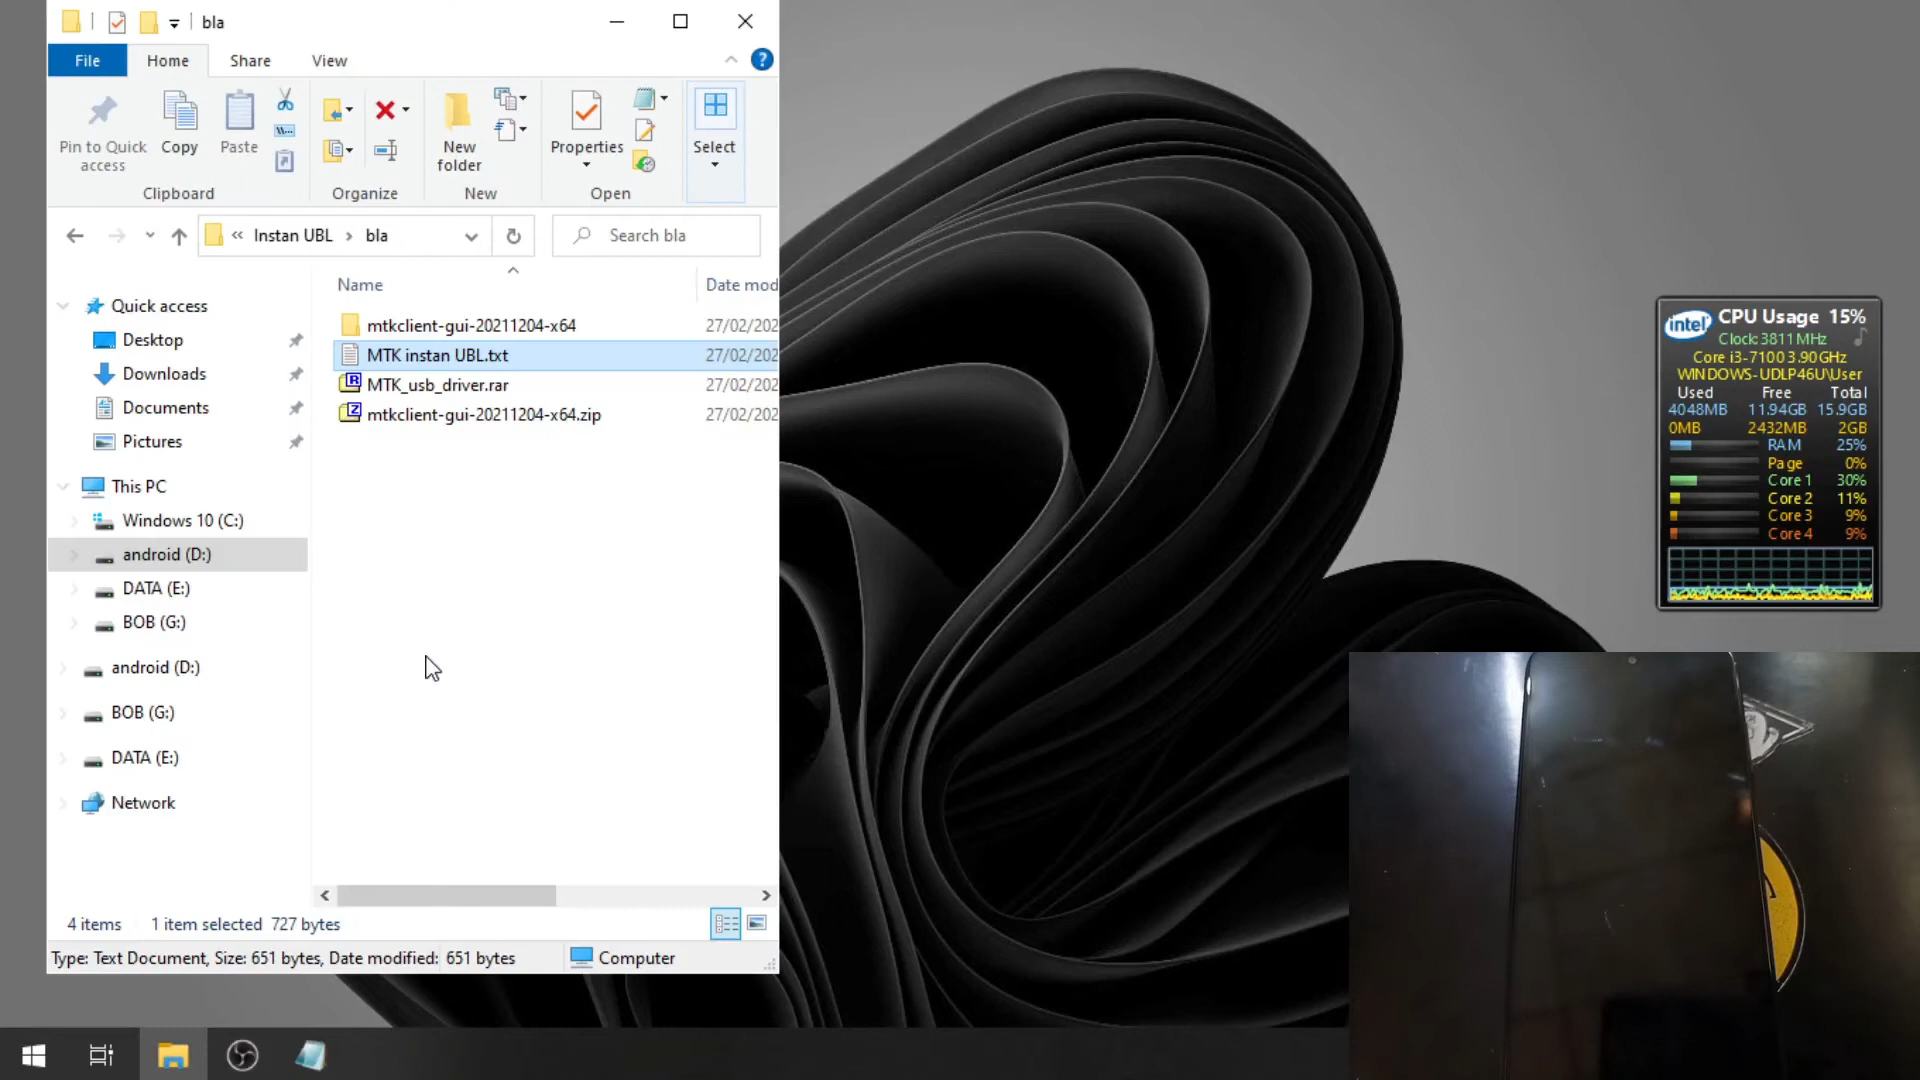 bla
File
Home
Share
View
Pin to Quick access
Copy
Paste
New folder
Properties
Select
Clipboard
Organize
New
Open
Instan UBL
bla
Search bla
Name
Date mod
Quick access
Desktop
Downloads
Documents
Pictures
This PC
Windows 10 (C:)
android (D:)
DATA (E:)
BOB (G:)
android (D:)
BOB (G:)
DATA (E:)
Network
mtkclient-gui-20211204-x64 27/02/202
MTK instan UBL.txt 27/02/202
MTK_usb_driver.rar 27/02/202
mtkclient-gui-20211204-x64.zip 27/02/202
4 items 1 item selected 727 bytes
Type: Text Document, Size: 651 bytes, Date modified: 651 bytes Computer
intel CPU Usage 15%
Clock: 3811 MHz
Core i3-7100 3.90GHz
WINDOWS-UDLP46U\User
Used Free Total
4048MB 11.94GB 15.9GB
0MB 2432MB 2GB
RAM 25%
Page 0%
Core 1 30%
Core 2 11%
Core 3 9%
Core 4 9%